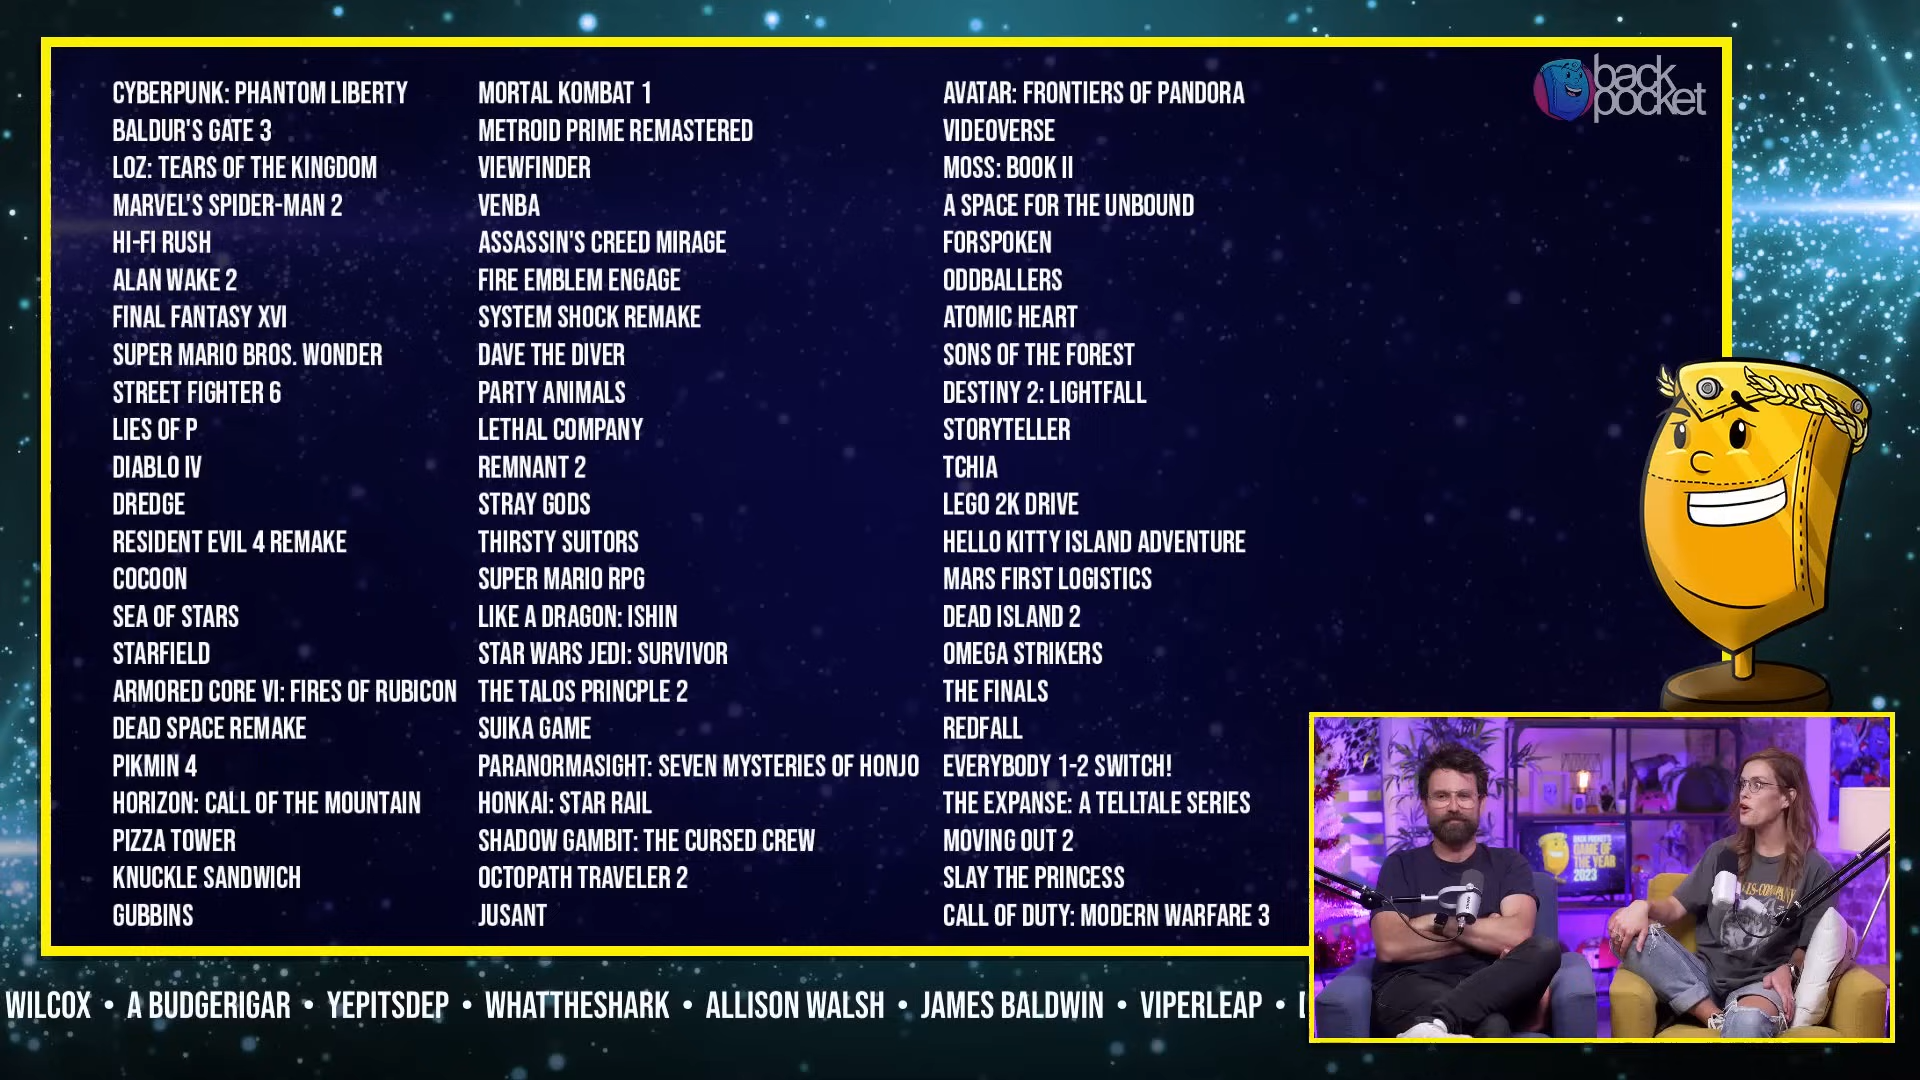 back
pocket
CYBERPUNK: PHANTOM LIBERTY
BALDUR'S GATE 3
LOZ: TEARS OF THE KINGDOM
MARVEL'S SPIDER-MAN 2
HI-FI RUSH
ALAN WAKE 2
FINAL FANTASY XVI
SUPER MARIO BROS. WONDER
STREET FIGHTER 6
LIES OF P
DIABLO IV
DREDGE
RESIDENT EVIL 4 REMAKE
COCOON
SEA OF STARS
STARFIELD
ARMORED CORE VI: FIRES OF RUBICON
DEAD SPACE REMAKE
PIKMIN 4
HORIZON: CALL OF THE MOUNTAIN
PIZZA TOWER
KNUCKLE SANDWICH
GUBBINS
MORTAL KOMBAT 1
METROID PRIME REMASTERED
VIEWFINDER
VENBA
ASSASSIN'S CREED MIRAGE
FIRE EMBLEM ENGAGE
SYSTEM SHOCK REMAKE
DAVE THE DIVER
PARTY ANIMALS
LETHAL COMPANY
REMNANT 2
STRAY GODS
THIRSTY SUITORS
SUPER MARIO RPG
LIKE A DRAGON: ISHIN
STAR WARS JEDI: SURVIVOR
THE TALOS PRINCPLE 2
SUIKA GAME
PARANORMASIGHT: SEVEN MYSTERIES OF HONJO
HONKAI: STAR RAIL
SHADOW GAMBIT: THE CURSED CREW
OCTOPATH TRAVELER 2
JUSANT
AVATAR: FRONTIERS OF PANDORA
VIDEOVERSE
MOSS: BOOK II
A SPACE FOR THE UNBOUND
FORSPOKEN
ODDBALLERS
ATOMIC HEART
SONS OF THE FOREST
DESTINY 2: LIGHTFALL
STORYTELLER
TCHIA
LEGO 2K DRIVE
HELLO KITTY ISLAND ADVENTURE
MARS FIRST LOGISTICS
DEAD ISLAND 2
OMEGA STRIKERS
THE FINALS
REDFALL
EVERYBODY 1-2 SWITCH!
THE EXPANSE: A TELLTALE SERIES
MOVING OUT 2
SLAY THE PRINCESS
CALL OF DUTY: MODERN WARFARE 3
BACK POCKET'S
GAME OF
THE YEAR
2023
WILCOX • A BUDGERIGAR • YEPITSDEP • WHATTHESHARK • ALLISON WALSH • JAMES BALDWIN • VIPERLEAP •